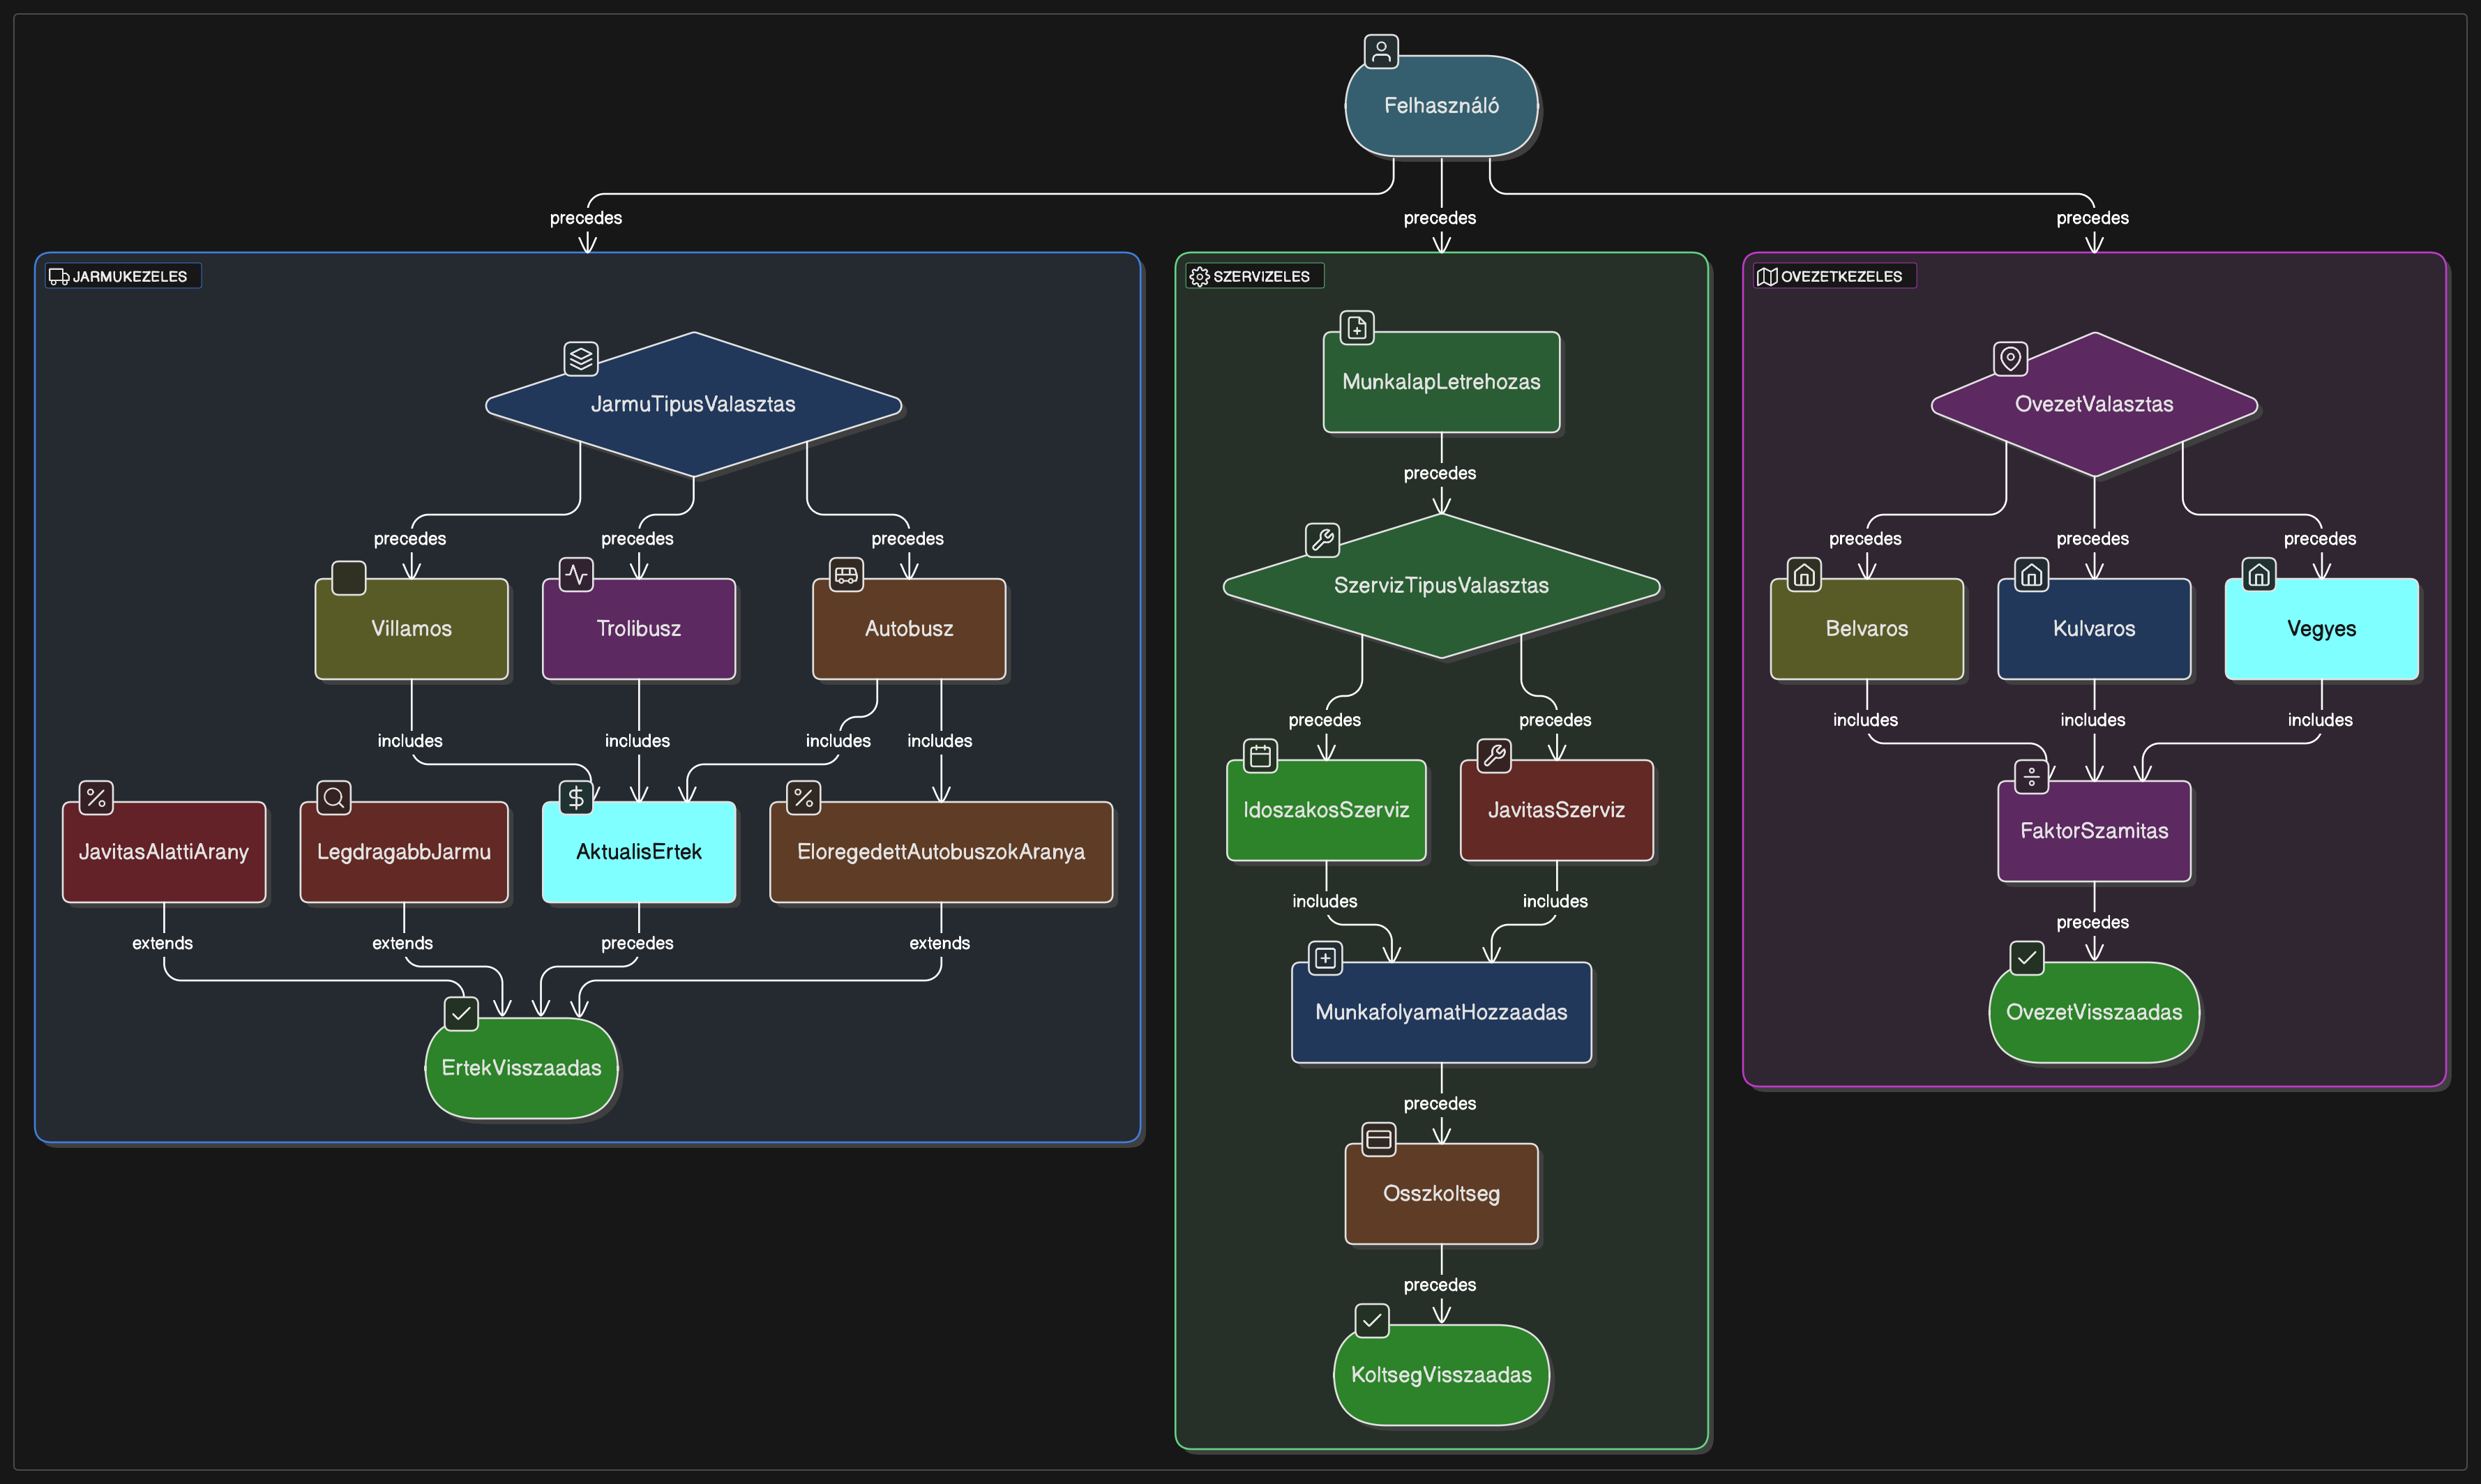 Felhasználó
precedes
precedes
precedes
JARMUKEZELES
SZERVIZELES
OVEZETKEZELES
JarmuTipusValasztas
precedes
precedes
precedes
Villamos
Trolibusz
Autobusz
includes
includes
includes
includes
JavitasAlattiArany
LegdragabbJarmu
AktualisErtek
EloregedettAutobuszokAranya
extends
extends
precedes
extends
ErtekVisszaadas
MunkalapLetrehozas
precedes
SzervizTipusValasztas
precedes
precedes
IdoszakosSzerviz
JavitasSzerviz
includes
includes
MunkafolyamatHozzaadas
precedes
Osszkoltseg
precedes
KoltsegVisszaadas
OvezetValasztas
precedes
precedes
precedes
Belvaros
Kulvaros
Vegyes
includes
includes
includes
FaktorSzamitas
precedes
OvezetVisszaadas